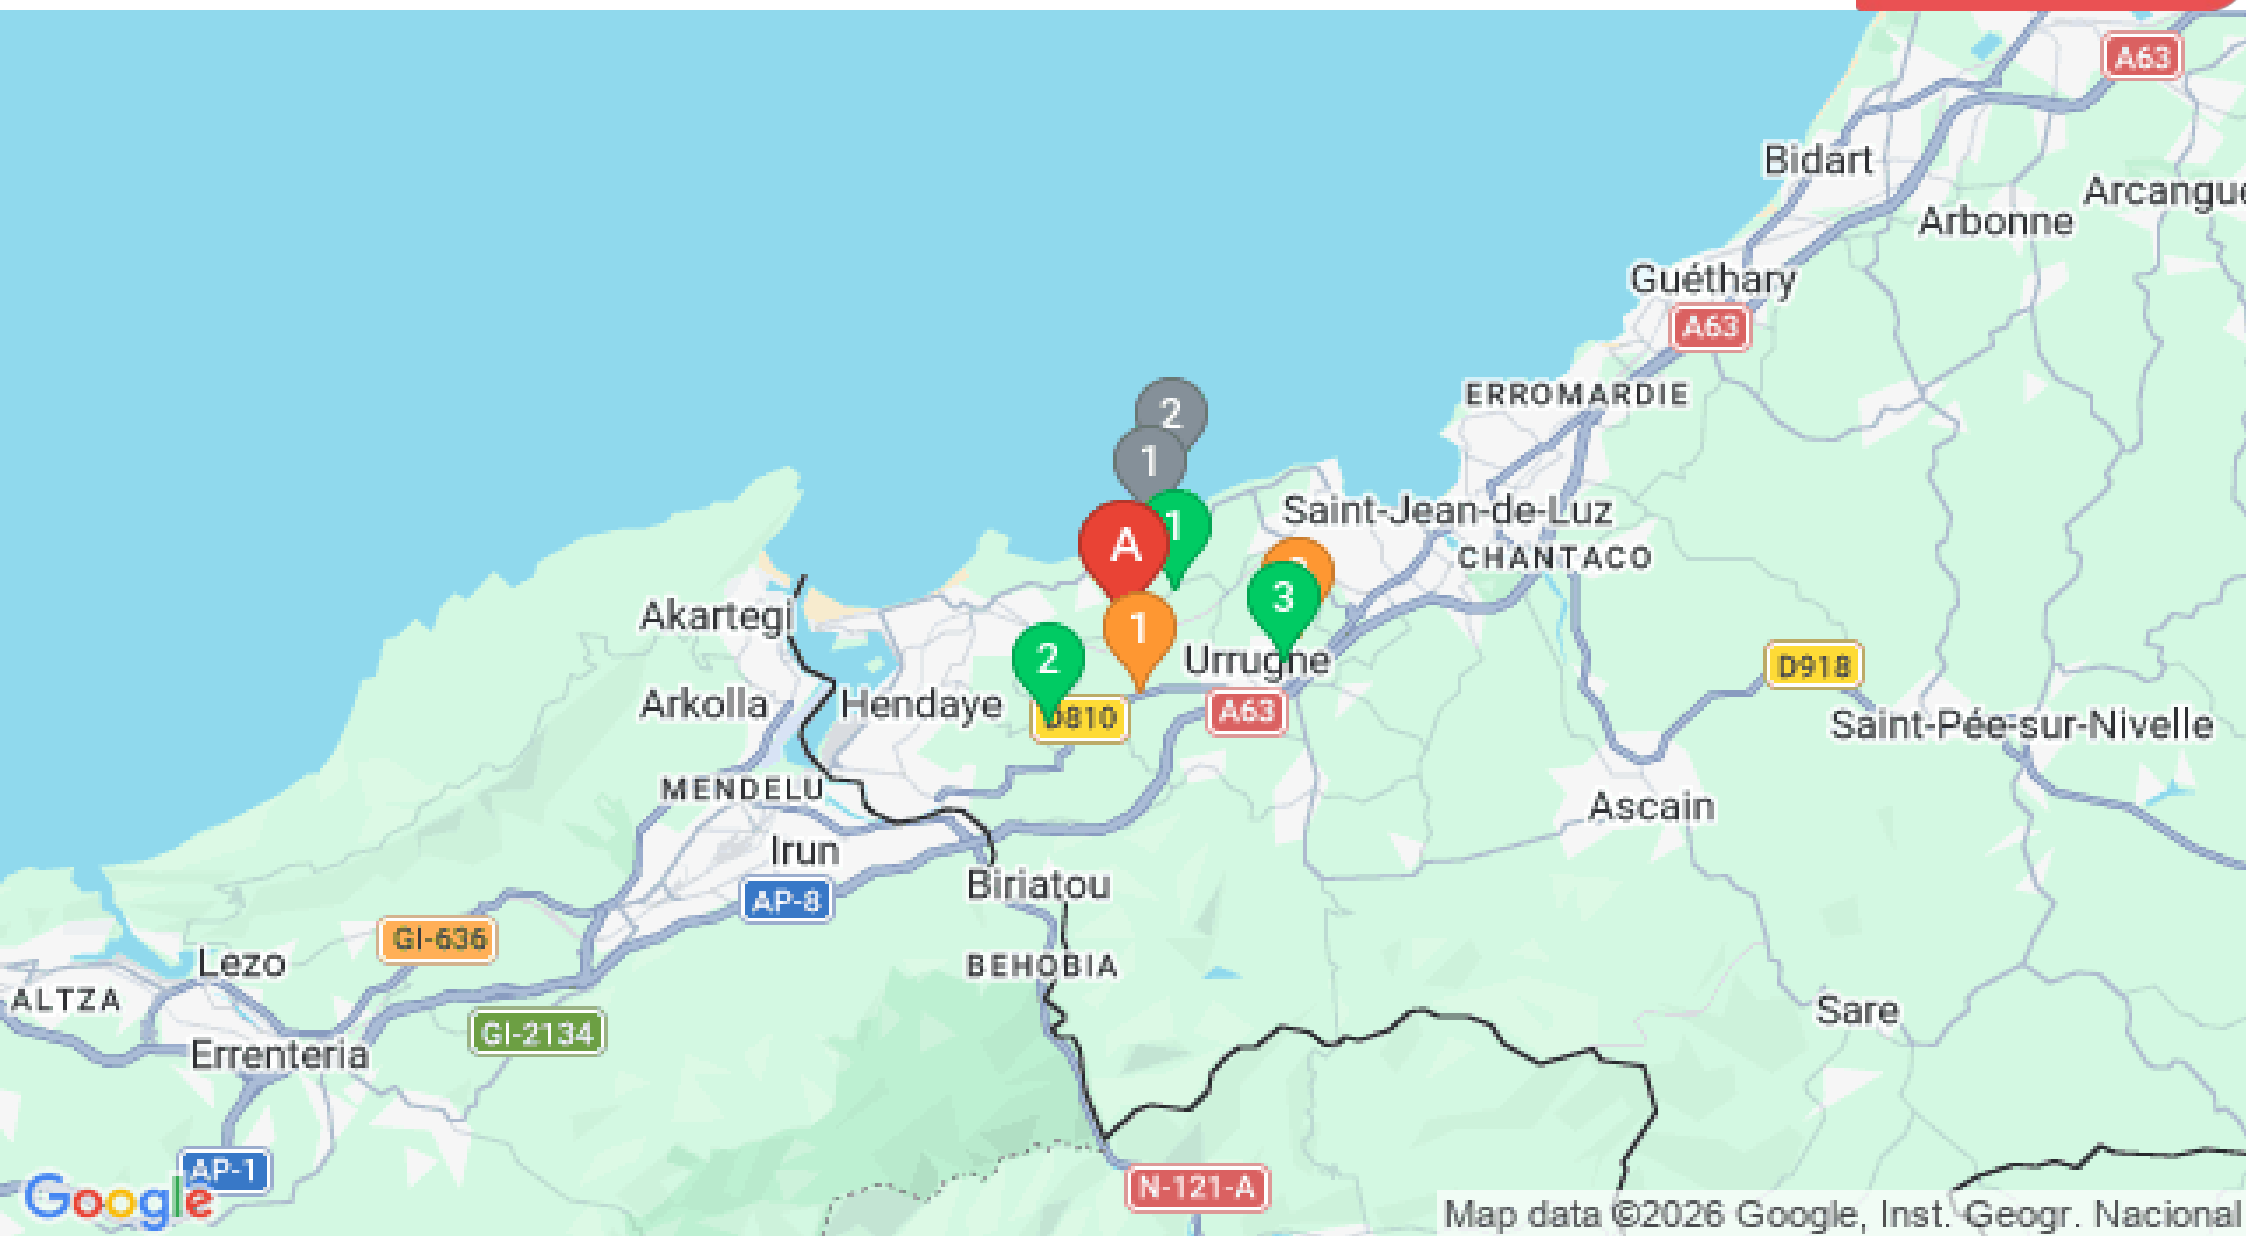 A63
Bidart
Arcangue
Arbonne
Guéthary
A63
2
ERROMARDIE
1
Saint-Jean-de-Luz
1
A
CHANTACO
3
Akartegi
1
2
Urrugne
D918
Arkolla
Hendaye
D810
A63
Saint-Pée-sur-Nivelle
MENDELU
Ascain
Irun
Biriatou
AP-8
GI-636
Lezo
BEHOBIA
ALTZA
Sare
GI-2134
Errenteria
AP-1
Google
N-121-A
Map data ©2026 Google, Inst. Geogr. Nacional